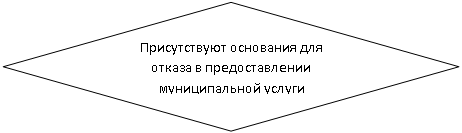 Присутствуют основания для
отказа в предоставлении
муниципальной услуги